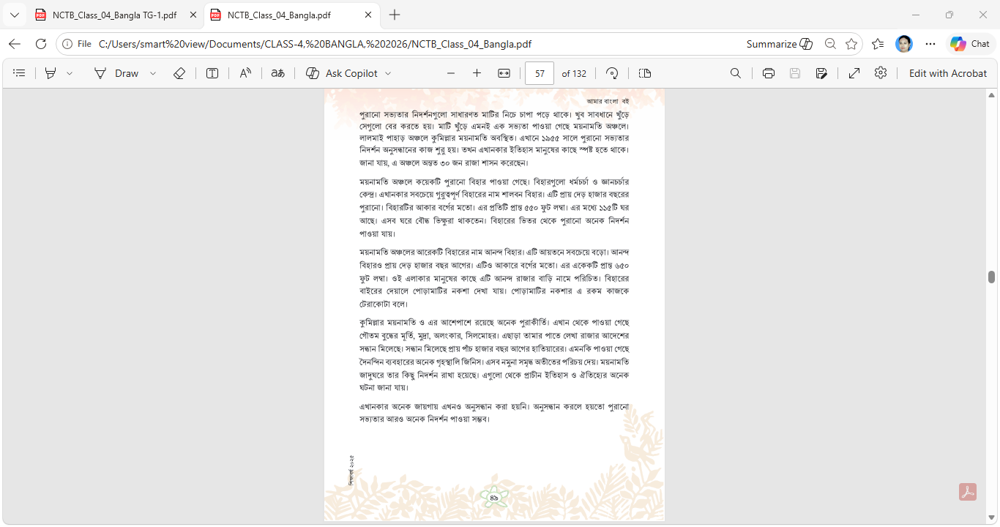 NCTB_Class_04_Bangla TG-1.pdf
NCTB_Class_04_Bangla.pdf
File C:/Users/smart%20view/Documents/CLASS-4,%20BANGLA,%202026/NCTB_Class_04_Bangla.pdf Summarize Chat
Draw Ask Copilot 57 of 132 Edit with Acrobat
আমার বাংলা বই
পুরানো সভ্যতার নিদর্শনগুলো সাধারণত মাটির নিচে চাপা পড়ে থাকে। খুব সাবধানে খুঁড়ে
সেগুলো বের করতে হয়। মাটি খুঁড়ে এমনই এক সভ্যতা পাওয়া গেছে ময়নামতি অঞ্চলে।
লালমাই পাহাড় অঞ্চলে কুমিল্লার ময়নামতি অবস্থিত। এখানে ১৯৫৫ সালে পুরানো সভ্যতার
নিদর্শন অনুসন্ধানের কাজ শুরু হয়। তখন এখানকার ইতিহাস মানুষের কাছে স্পষ্ট হতে থাকে।
জানা যায়, এ অঞ্চলে অন্তত ৩০ জন রাজা শাসন করেছেন।
ময়নামতি অঞ্চলে কয়েকটি পুরানো বিহার পাওয়া গেছে। বিহারগুলো ধর্মচর্চা ও জ্ঞানচর্চার
কেন্দ্র। এখানকার সবচেয়ে গুরুত্বপূর্ণ বিহারের নাম শালবন বিহার। এটি প্রায় দেড় হাজার বছরের
পুরানো। বিহারটির আকার বর্গের মতো। এর প্রতিটি প্রান্ত ৫৫০ ফুট লম্বা। এর মধ্যে ১১৫টি ঘর
আছে। এসব ঘরে বৌদ্ধ ভিক্ষুরা থাকতেন। বিহারের ভিতর থেকে পুরানো অনেক নিদর্শন
পাওয়া যায়।
ময়নামতি অঞ্চলের আরেকটি বিহারের নাম আনন্দ বিহার। এটি আয়তনে সবচেয়ে বড়ো। আনন্দ
বিহারও প্রায় দেড় হাজার বছর আগের। এটিও আকারে বর্গের মতো। এর একেকটি প্রান্ত ৬৫০
ফুট লম্বা। ওই এলাকার মানুষের কাছে এটি আনন্দ রাজার বাড়ি নামে পরিচিত। বিহারের
বাইরের দেয়ালে পোড়ামাটির নকশা দেখা যায়। পোড়ামাটির নকশার এ রকম কাজকে
টেরাকোটা বলে।
কুমিল্লার ময়নামতি ও এর আশেপাশে রয়েছে অনেক পুরাকীর্তি। এখান থেকে পাওয়া গেছে
গৌতম বুদ্ধের মূর্তি, মুদ্রা, অলংকার, সিলমোহর। এছাড়া তামার পাতে লেখা রাজার আদেশের
সন্ধান মিলেছে। সন্ধান মিলেছে প্রায় পাঁচ হাজার বছর আগের হাতিয়ারের। এমনকি পাওয়া গেছে
দৈনন্দিন ব্যবহারের অনেক গৃহস্থালি জিনিস। এসব নমুনা সমৃদ্ধ অতীতের পরিচয় দেয়। ময়নামতি
জাদুঘরে তার কিছু নিদর্শন রাখা হয়েছে। এগুলো থেকে প্রাচীন ইতিহাস ও ঐতিহ্যের অনেক
ঘটনা জানা যায়।
এখানকার অনেক জায়গায় এখনও অনুসন্ধান করা হয়নি। অনুসন্ধান করলে হয়তো পুরানো
সভ্যতার আরও অনেক নিদর্শন পাওয়া সম্ভব।
শিক্ষাবর্ষ ২০২৫
৪৯